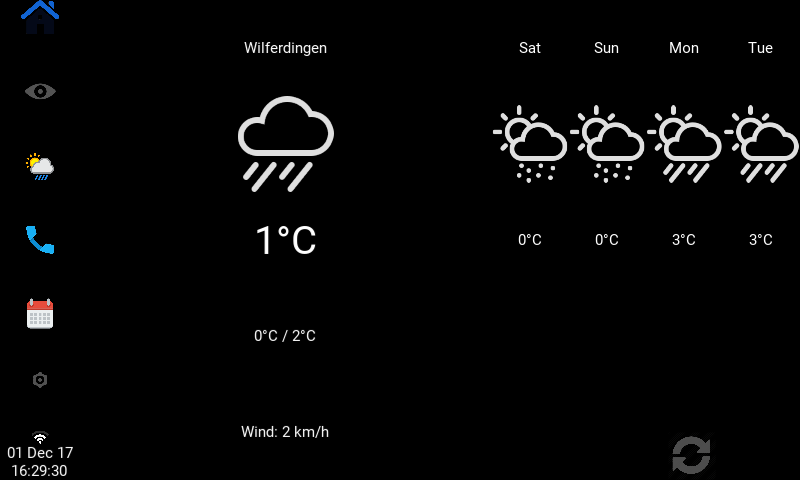 Wilferdingen
1°C
0°C / 2°C
Wind: 2 km/h
Sat Sun Mon Tue
0°C 0°C 3°C 3°C
01 Dec 17
16:29:30